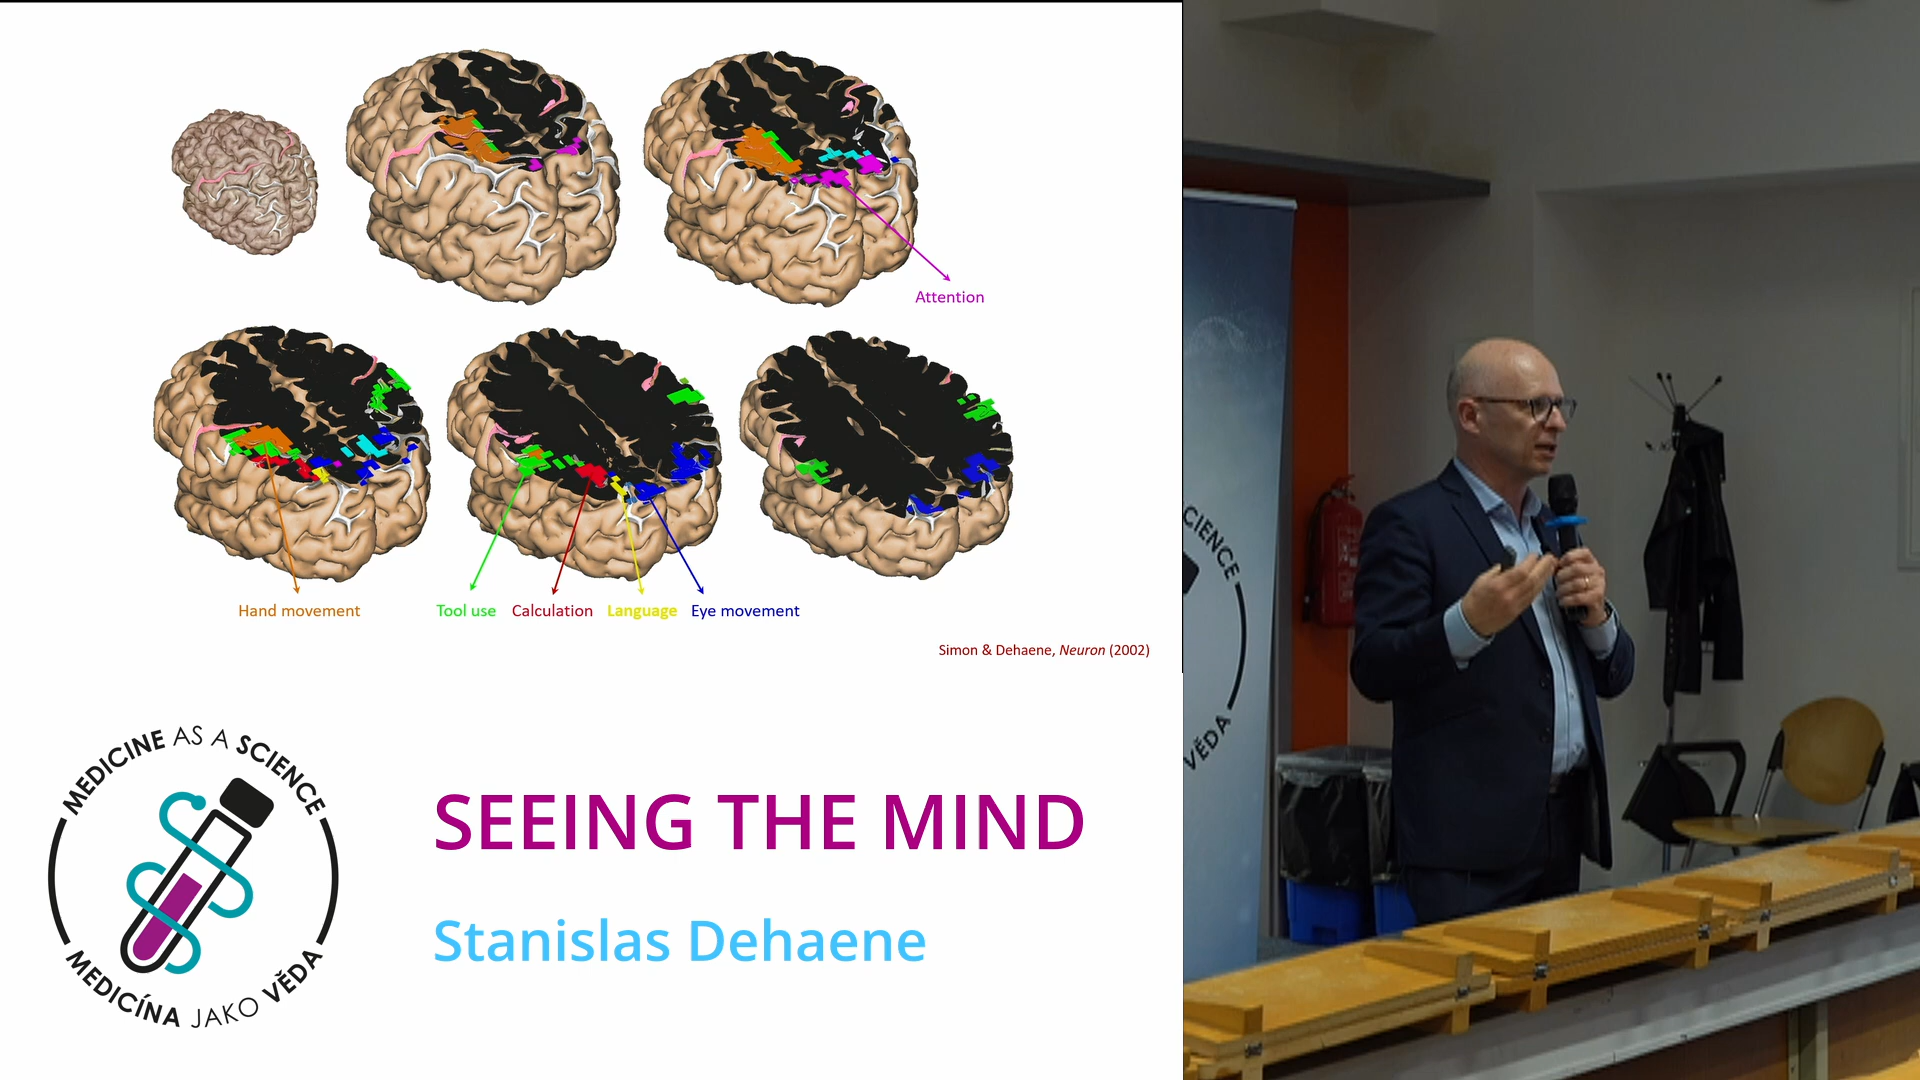 Attention
Hand movement
Tool use
Calculation
Language
Eye movement
Simon & Dehaene, Neuron (2002)
MEDICINE AS A SCIENCE
MEDICÍNA JAKO VĚDA
SEEING THE MIND
Stanislas Dehaene
CIENCE
VĚDA